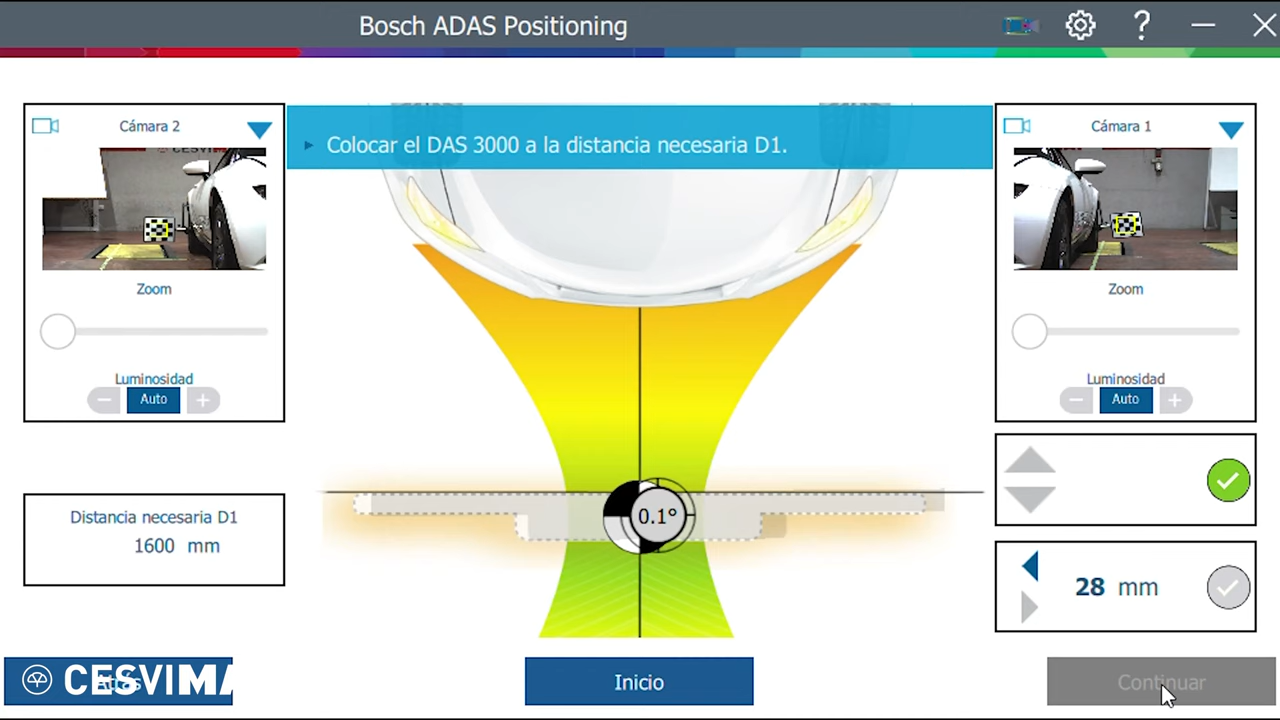 Bosch ADAS Positioning
?
Cámara 2
Colocar el DAS 3000 a la distancia necesaria D1.
Cámara 1
Zoom
Zoom
Luminosidad
Auto
Luminosidad
Auto
Distancia necesaria D1
1600 mm
0.1°
28 mm
CESVIMA
Inicio
Continuar